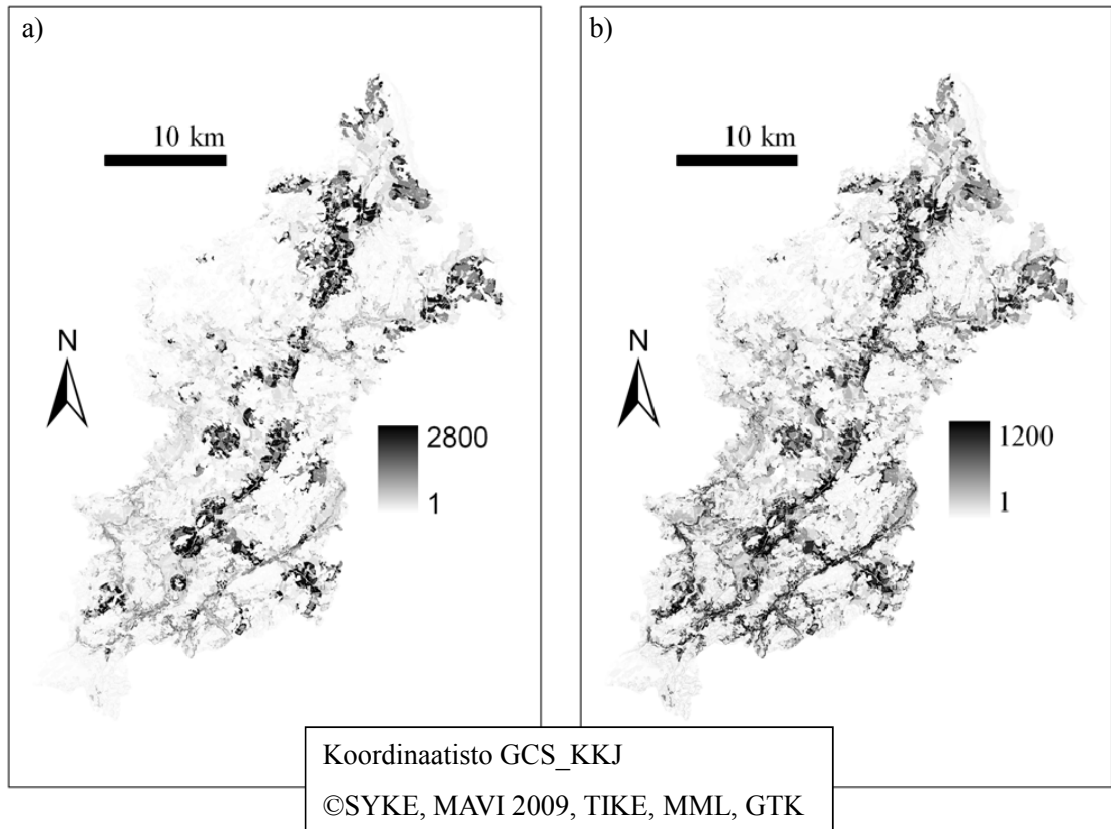 a)
10 km
N
2800
1
b)
10 km
N
1200
1
Koordinaatisto GCS_KKJ
©SYKE, MAVI 2009, TIKE, MML, GTK